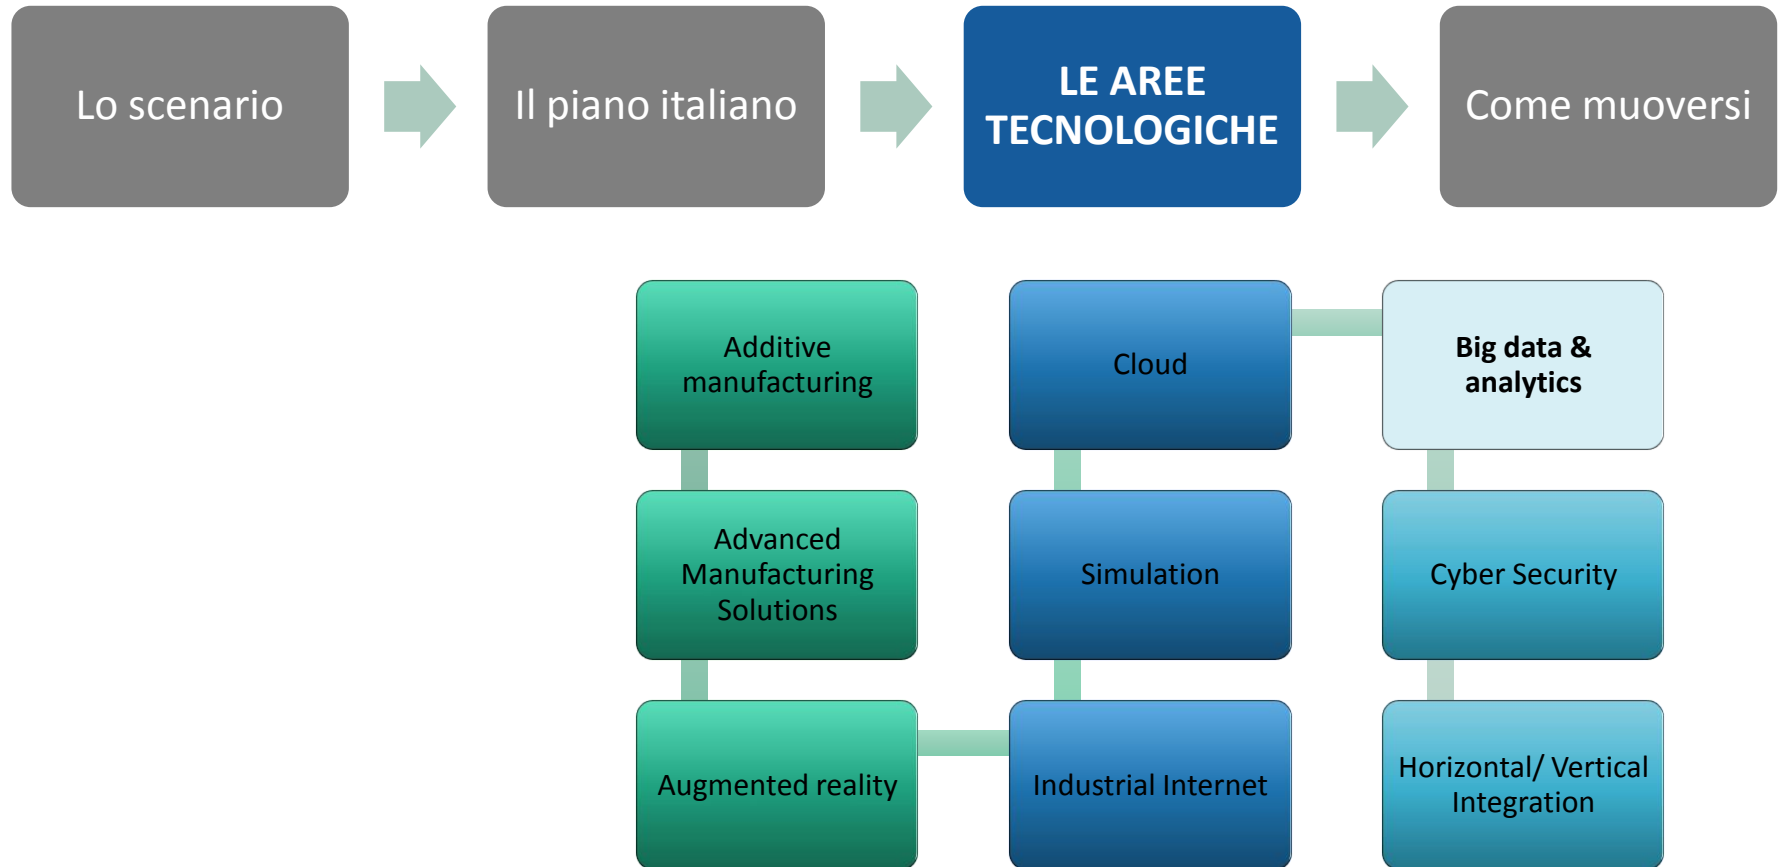 Lo scenario
Il piano italiano
LE AREE
TECNOLOGICHE
Come muoversi
Additive
manufacturing
Cloud
Big data &
analytics
Advanced
Manufacturing
Solutions
Simulation
Cyber Security
Augmented reality
Industrial Internet
Horizontal/ Vertical
Integration